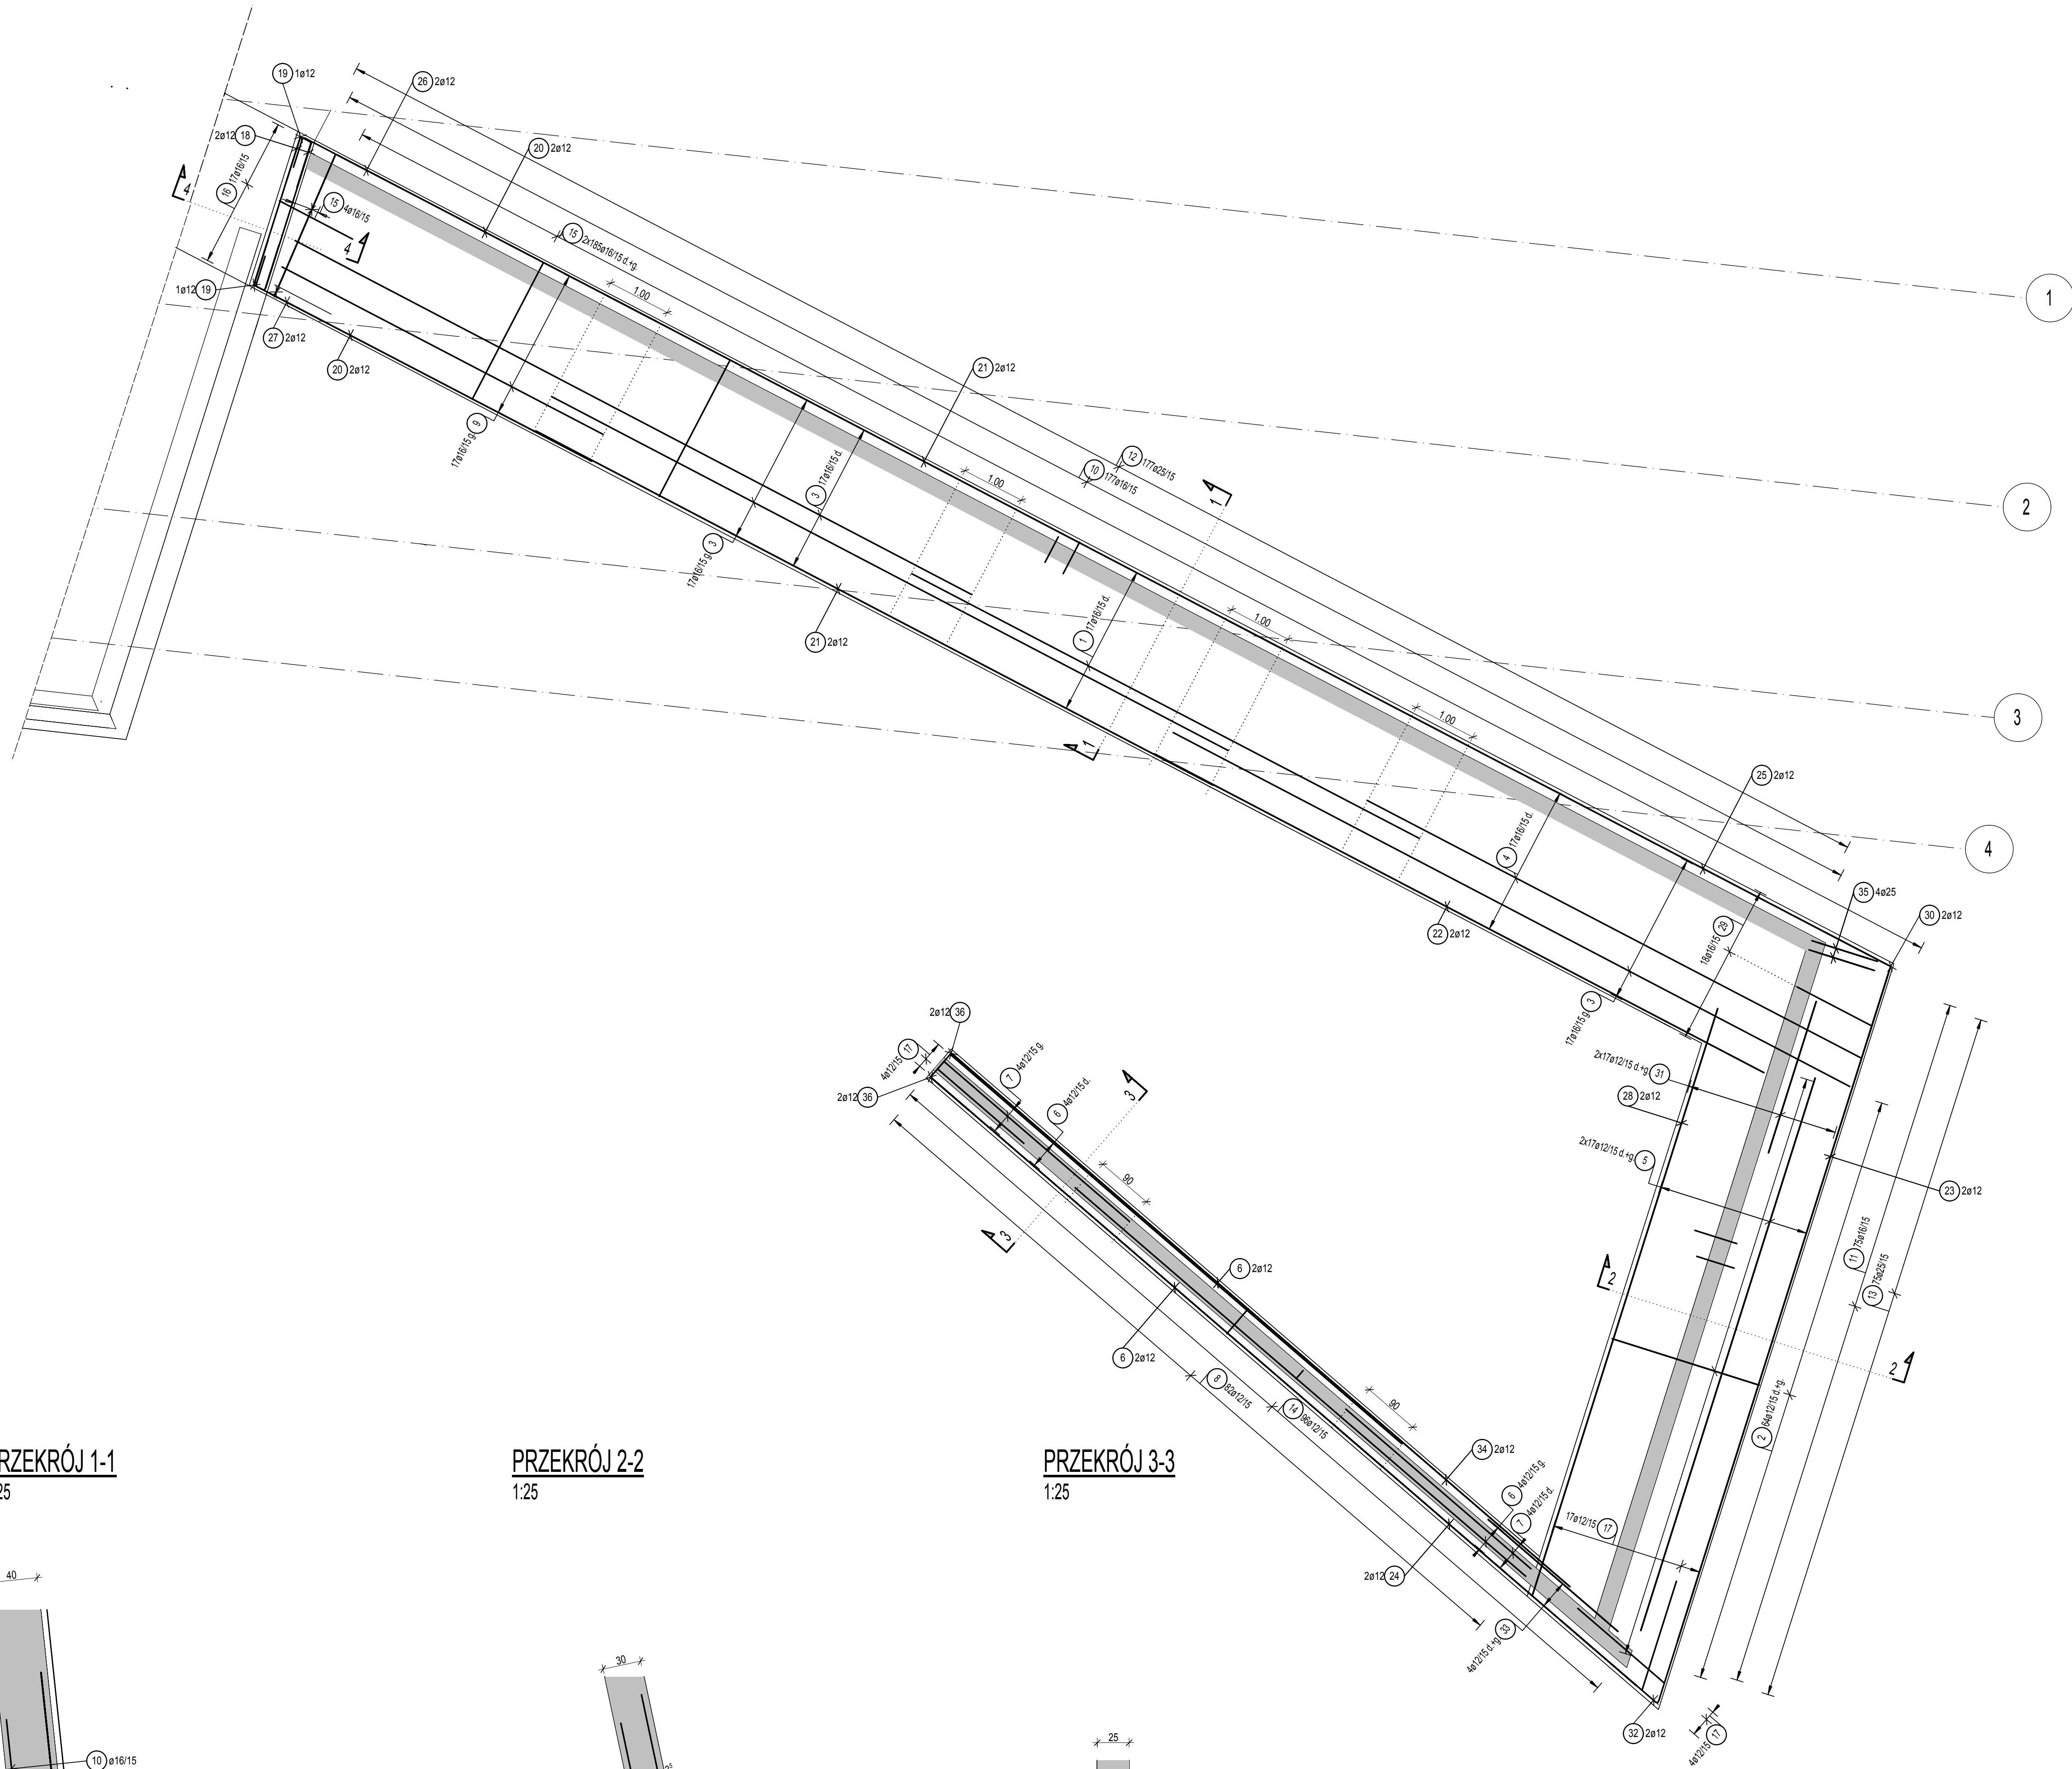 19 1ø12
26 2ø12
2ø12 18
20 2ø12
16 17ø16/15
15 4ø16/15
4
4
15 2x185ø16/15 d.+g.
1.00
1ø12 19
27 2ø12
20 2ø12
1
21 2ø12
17ø16/15 g 9
12 177ø25/15
10 177ø16/15
1.00
3 17ø16/15 d.
1
2
17ø16/15 g 3
1 17ø16/15 d.
1.00
21 2ø12
3
1
1.00
25 2ø12
4
4 17ø16/15 d.
35 4ø25
30 2ø12
22 2ø12
18ø16/15 29
17ø16/15 g 3
2ø12 36
4ø12/15 17
7 4ø12/15 g.
2x17ø12/15 d.+g 31
6 4ø12/15 d.
3
2ø12 36
28 2ø12
2x17ø12/15 d.+g 5
90
23 2ø12
3
6 2ø12
11 75ø16/15
13 75ø25/15
2
6 2ø12
2
8 82ø12/15
14 96ø12/15
90
2 64ø12/15 d.+g.
34 2ø12
RZEKRÓJ 1-1
PRZEKRÓJ 2-2
PRZEKRÓJ 3-3
25
1:25
1:25
6 4ø12/15 g.
7 4ø12/15 d.
17ø12/15 17
40
2ø12 24
4ø12/15 d.+g 33
30
32 2ø12
4ø12/15 17
25
10 ø16/15